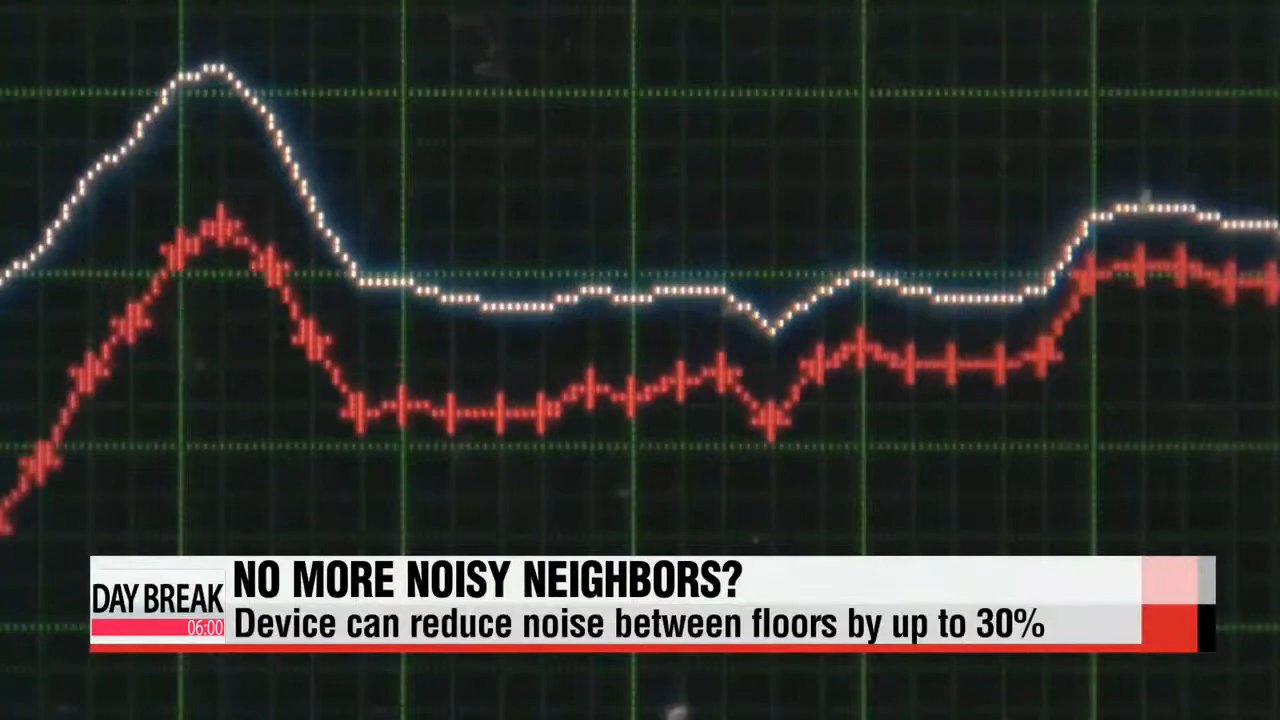 NO MORE NOISY NEIGHBORS?
DAY BREAK
06:00
Device can reduce noise between floors by up to 30%